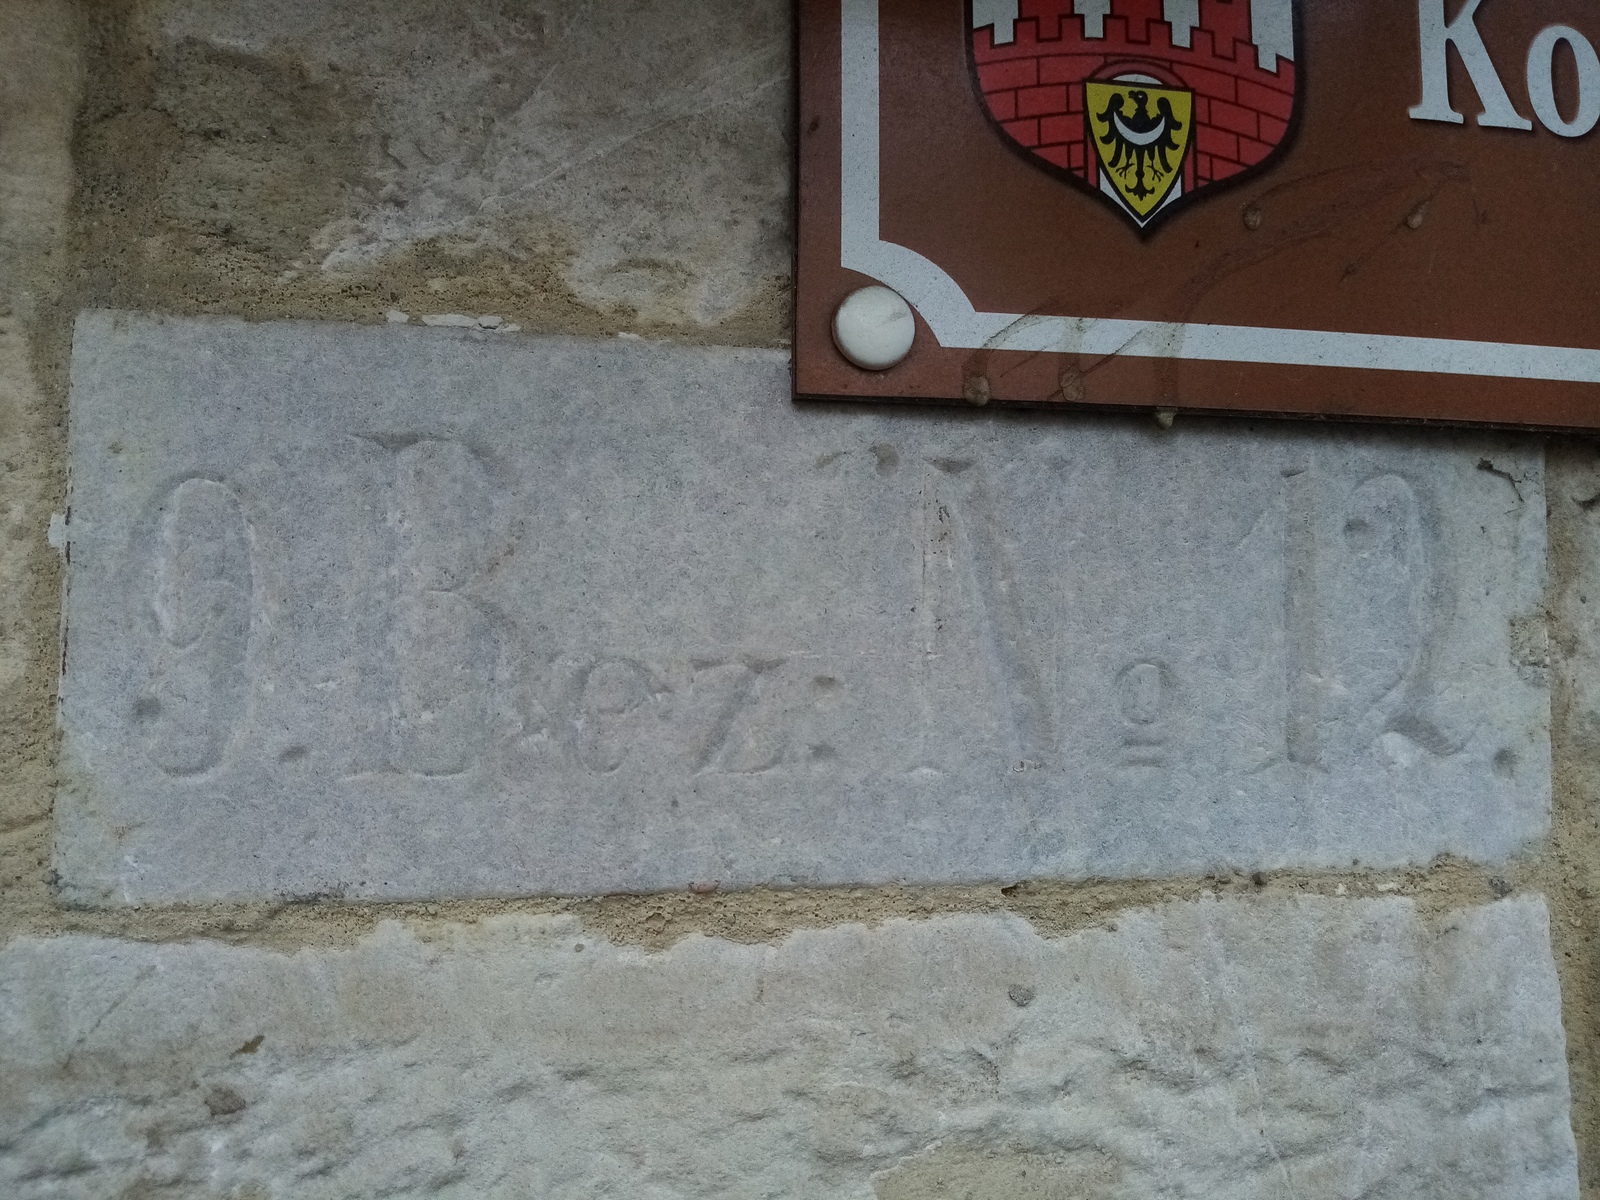 Ko
9. Bez: No 12.